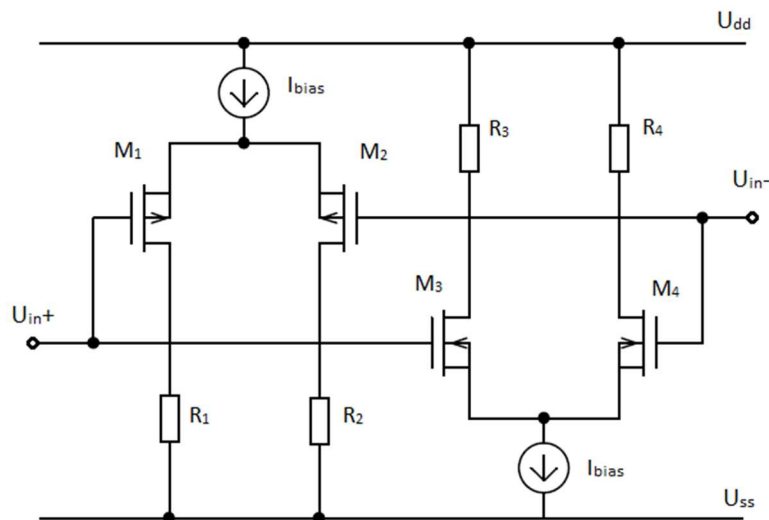 Udd
Ibias
R3
R4
M1
M2
Uin-
M3
M4
Uin+
R1
R2
Ibias
Uss